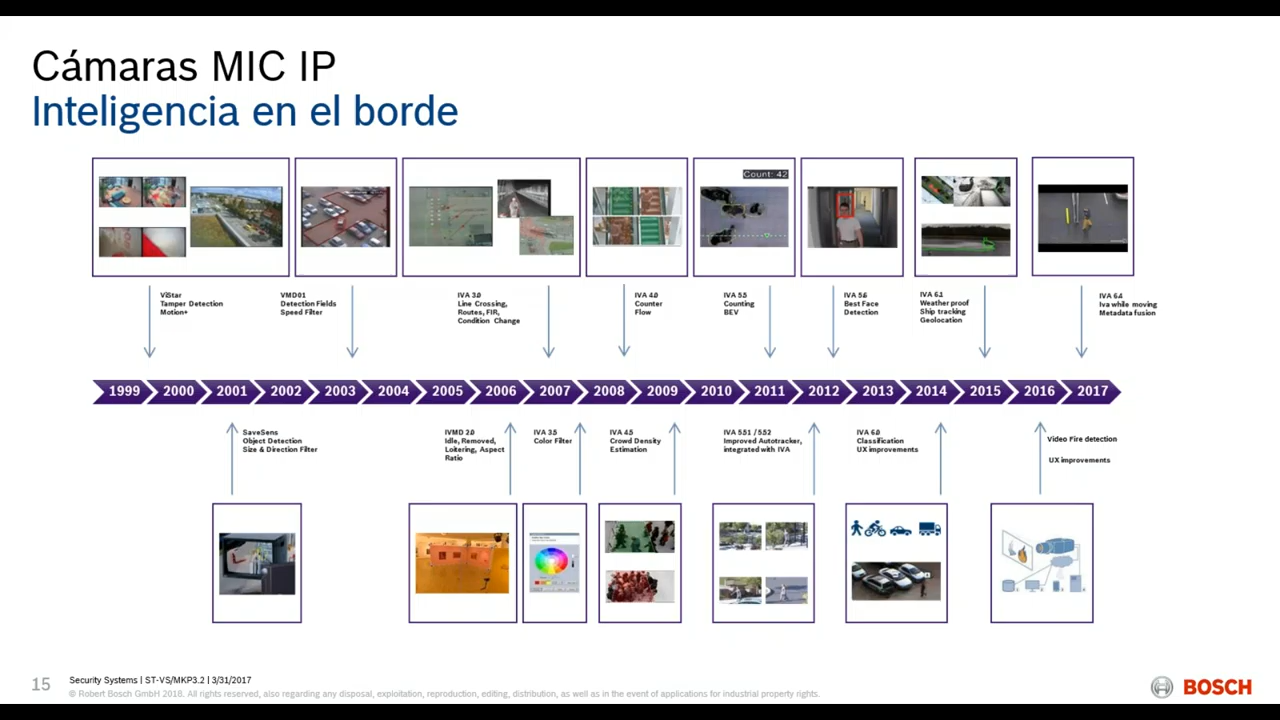 Cámaras MIC IP
Inteligencia en el borde
Count: 42
ViStar
Tamper Detection
Motion+
VMD01
Detection Fields
Speed Filter
IVA 3.0
Line Crossing,
Routes, FIR,
Condition Change
IVA 4.0
Counter
Flow
IVA 5.5
Counting
BEV
IVA 5.6
Best Face
Detection
IVA 6.1
Weather proof
Ship tracking
Geolocation
IVA 6.4
Iva while moving
Metadata fusion
1999 2000 2001 2002 2003 2004 2005 2006 2007 2008 2009 2010 2011 2012 2013 2014 2015 2016 2017
SaveSens
Object Detection
Size & Direction Filter
IVMD 2.0
Idle, Removed,
Loitering, Aspect
Ratio
IVA 3.5
Color Filter
IVA 4.5
Crowd Density
Estimation
IVA 5.51 / 5.52
Improved Autotracker,
integrated with IVA
IVA 6.0
Classification
UX improvements
Video Fire detection
UX improvements
15
Security Systems | ST-VS/MKP3.2 | 3/31/2017
© Robert Bosch GmbH 2018. All rights reserved, also regarding any disposal, exploitation, reproduction, editing, distribution, as well as in the event of applications for industrial property rights.
BOSCH